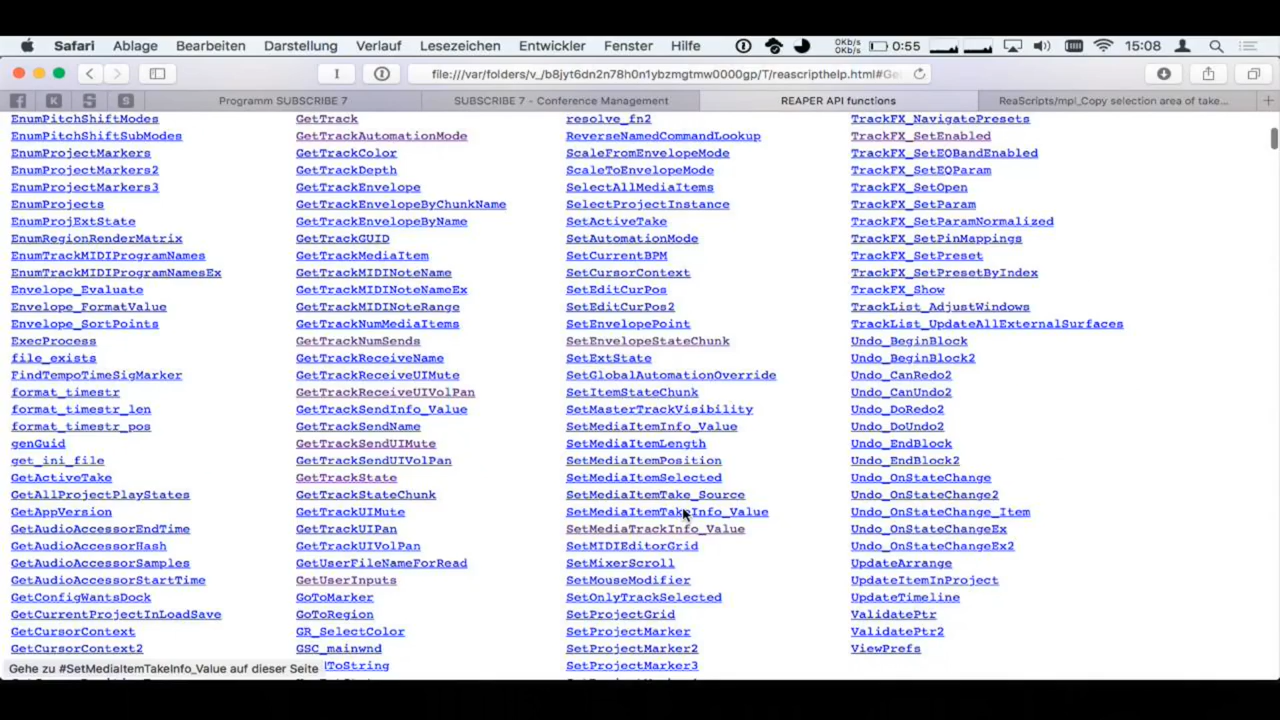 Safari Ablage Bearbeiten Darstellung Verlauf Lesezeichen Entwickler Fenster Hilfe 0Kb/s 0Kb/s 0:55 15:08
file:///var/folders/v_/b8jyt6dn2n78h0n1ybzmgtmw0000gp/T/reascripthelp.html#Ge
Programm SUBSCRIBE 7
SUBSCRIBE 7 - Conference Management
REAPER API functions
ReaScripts/mpl_Copy selection area of take...
EnumPitchShiftModes
EnumPitchShiftSubModes
EnumProjectMarkers
EnumProjectMarkers2
EnumProjectMarkers3
EnumProjects
EnumProjExtState
EnumRegionRenderMatrix
EnumTrackMIDIProgramNames
EnumTrackMIDIProgramNamesEx
Envelope_Evaluate
Envelope_FormatValue
Envelope_SortPoints
ExecProcess
file_exists
FindTempoTimeSigMarker
format_timestr
format_timestr_len
format_timestr_pos
genGuid
get_ini_file
GetActiveTake
GetAllProjectPlayStates
GetAppVersion
GetAudioAccessorEndTime
GetAudioAccessorHash
GetAudioAccessorSamples
GetAudioAccessorStartTime
GetConfigWantsDock
GetCurrentProjectInLoadSave
GetCursorContext
GetCursorContext2
GetTrack
GetTrackAutomationMode
GetTrackColor
GetTrackDepth
GetTrackEnvelope
GetTrackEnvelopeByChunkName
GetTrackEnvelopeByName
GetTrackGUID
GetTrackMediaItem
GetTrackMIDINoteName
GetTrackMIDINoteNameEx
GetTrackMIDINoteRange
GetTrackNumMediaItems
GetTrackNumSends
GetTrackReceiveName
GetTrackReceiveUIMute
GetTrackReceiveUIVolPan
GetTrackSendInfo_Value
GetTrackSendName
GetTrackSendUIMute
GetTrackSendUIVolPan
GetTrackState
GetTrackStateChunk
GetTrackUIMute
GetTrackUIPan
GetTrackUIVolPan
GetUserFileNameForRead
GetUserInputs
GoToMarker
GoToRegion
GR_SelectColor
GSC_mainwnd
lToString
resolve_fn2
ReverseNamedCommandLookup
ScaleFromEnvelopeMode
ScaleToEnvelopeMode
SelectAllMediaItems
SelectProjectInstance
SetActiveTake
SetAutomationMode
SetCurrentBPM
SetCursorContext
SetEditCurPos
SetEditCurPos2
SetEnvelopePoint
SetEnvelopeStateChunk
SetExtState
SetGlobalAutomationOverride
SetItemStateChunk
SetMasterTrackVisibility
SetMediaItemInfo_Value
SetMediaItemLength
SetMediaItemPosition
SetMediaItemSelected
SetMediaItemTake_Source
SetMediaItemTakeInfo_Value
SetMediaTrackInfo_Value
SetMIDIEditorGrid
SetMixerScroll
SetMouseModifier
SetOnlyTrackSelected
SetProjectGrid
SetProjectMarker
SetProjectMarker2
SetProjectMarker3
TrackFX_NavigatePresets
TrackFX_SetEnabled
TrackFX_SetEQBandEnabled
TrackFX_SetEQParam
TrackFX_SetOpen
TrackFX_SetParam
TrackFX_SetParamNormalized
TrackFX_SetPinMappings
TrackFX_SetPreset
TrackFX_SetPresetByIndex
TrackFX_Show
TrackList_AdjustWindows
TrackList_UpdateAllExternalSurfaces
Undo_BeginBlock
Undo_BeginBlock2
Undo_CanRedo2
Undo_CanUndo2
Undo_DoRedo2
Undo_DoUndo2
Undo_EndBlock
Undo_EndBlock2
Undo_OnStateChange
Undo_OnStateChange2
Undo_OnStateChange_Item
Undo_OnStateChangeEx
Undo_OnStateChangeEx2
UpdateArrange
UpdateItemInProject
UpdateTimeline
ValidatePtr
ValidatePtr2
ViewPrefs
Gehe zu #SetMediaItemTakeInfo_Value auf dieser Seite